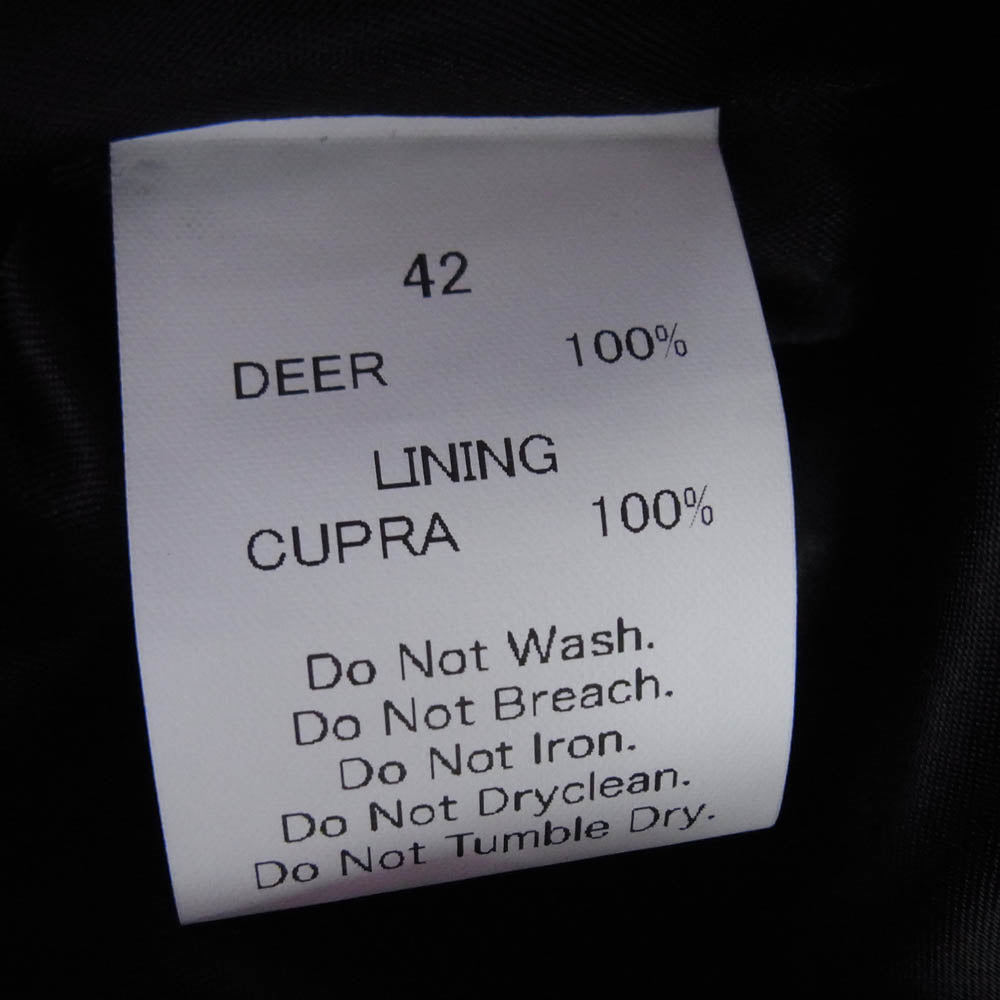 42
DEER 100%
LINING
CUPRA 100%
Do Not Wash.
Do Not Breach.
Do Not Iron.
Do Not Dryclean.
Do Not Tumble Dry.